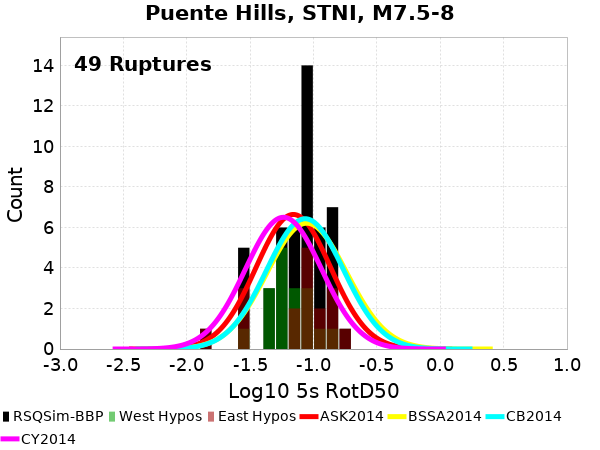 Puente Hills, STNI, M7.5-8
49 Ruptures
14
12
10
8
6
4
2
0
Count
-3.0 -2.5 -2.0 -1.5 -1.0 -0.5 0.0 0.5 1.0
Log10 5s RotD50
RSQSim-BBP West Hypos East Hypos ASK2014 BSSA2014 CB2014
CY2014